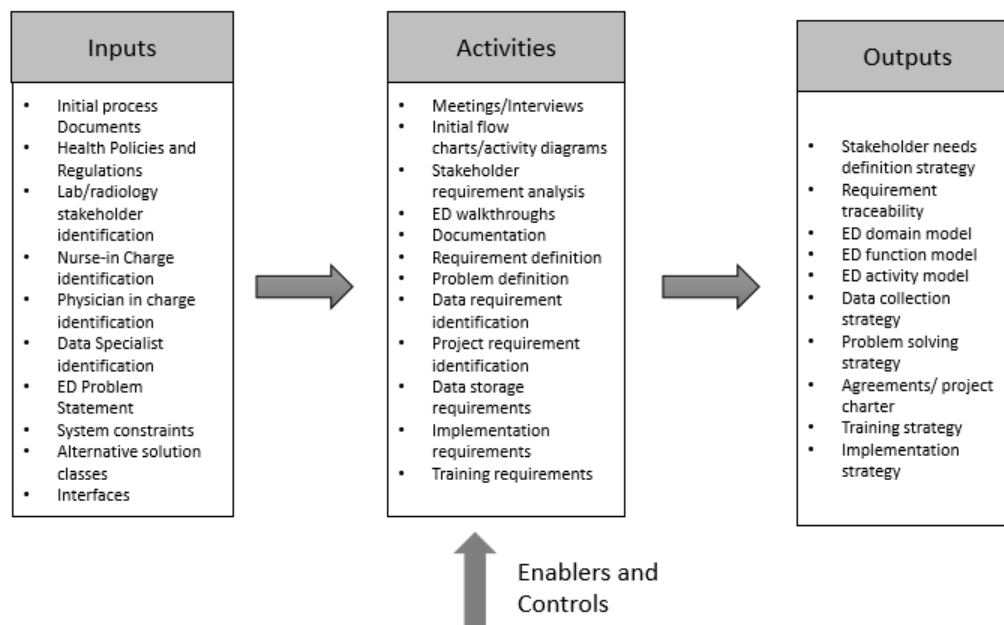 Inputs
• Initial process
Documents
• Health Policies and
Regulations
• Lab/radiology
stakeholder
identification
• Nurse-in Charge
identification
• Physician in charge
identification
• Data Specialist
identification
• ED Problem
Statement
• System constraints
• Alternative solution
classes
• Interfaces
Activities
• Meetings/Interviews
• Initial flow
charts/activity diagrams
• Stakeholder
requirement analysis
• ED walkthroughs
• Documentation
• Requirement definition
• Problem definition
• Data requirement
identification
• Project requirement
identification
• Data storage
requirements
• Implementation
requirements
• Training requirements
Outputs
• Stakeholder needs
definition strategy
• Requirement
traceability
• ED domain model
• ED function model
• ED activity model
• Data collection
strategy
• Problem solving
strategy
• Agreements/ project
charter
• Training strategy
• Implementation
strategy
Enablers and
Controls